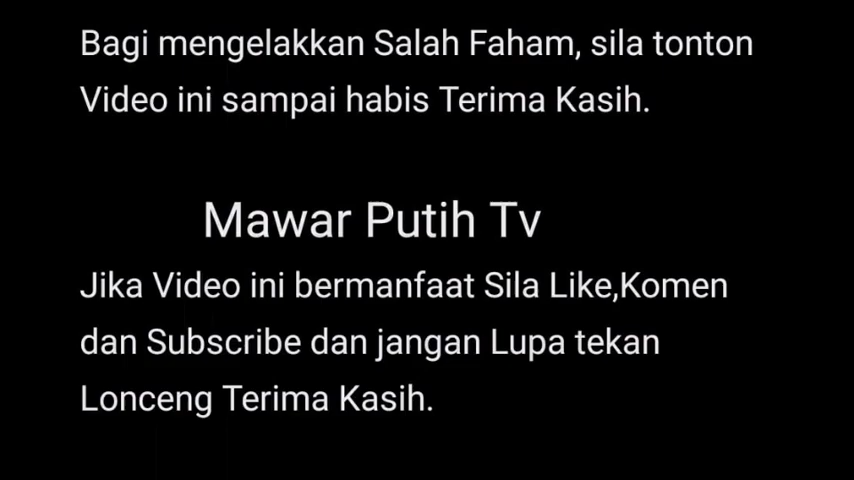 Bagi mengelakkan Salah Faham, sila tonton
Video ini sampai habis Terima Kasih.
Mawar Putih Tv
Jika Video ini bermanfaat Sila Like,Komen
dan Subscribe dan jangan Lupa tekan
Lonceng Terima Kasih.